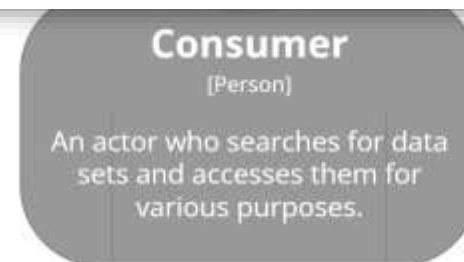 Consumer
[Person]
An actor who searches for data
sets and accesses them for
various purposes.